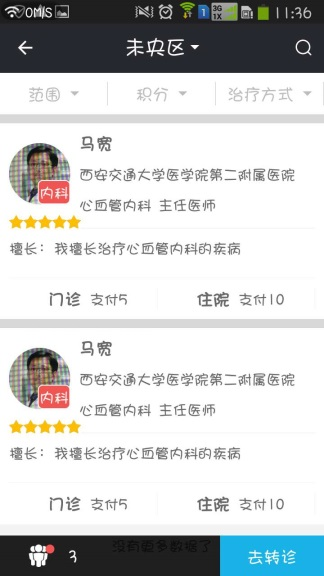 0M/S 3G 1X 1 11:36
未央区
范围 积分 治疗方式
马宽
西安交通大学医学院第二附属医院
内科
心血管内科 主任医师
擅长：我擅长治疗心血管内科的疾病
门诊 支付5 住院 支付10
马宽
西安交通大学医学院第二附属医院
内科
心血管内科 主任医师
擅长：我擅长治疗心血管内科的疾病
门诊 支付5 住院 支付10
没有更多数据了
3 去转诊